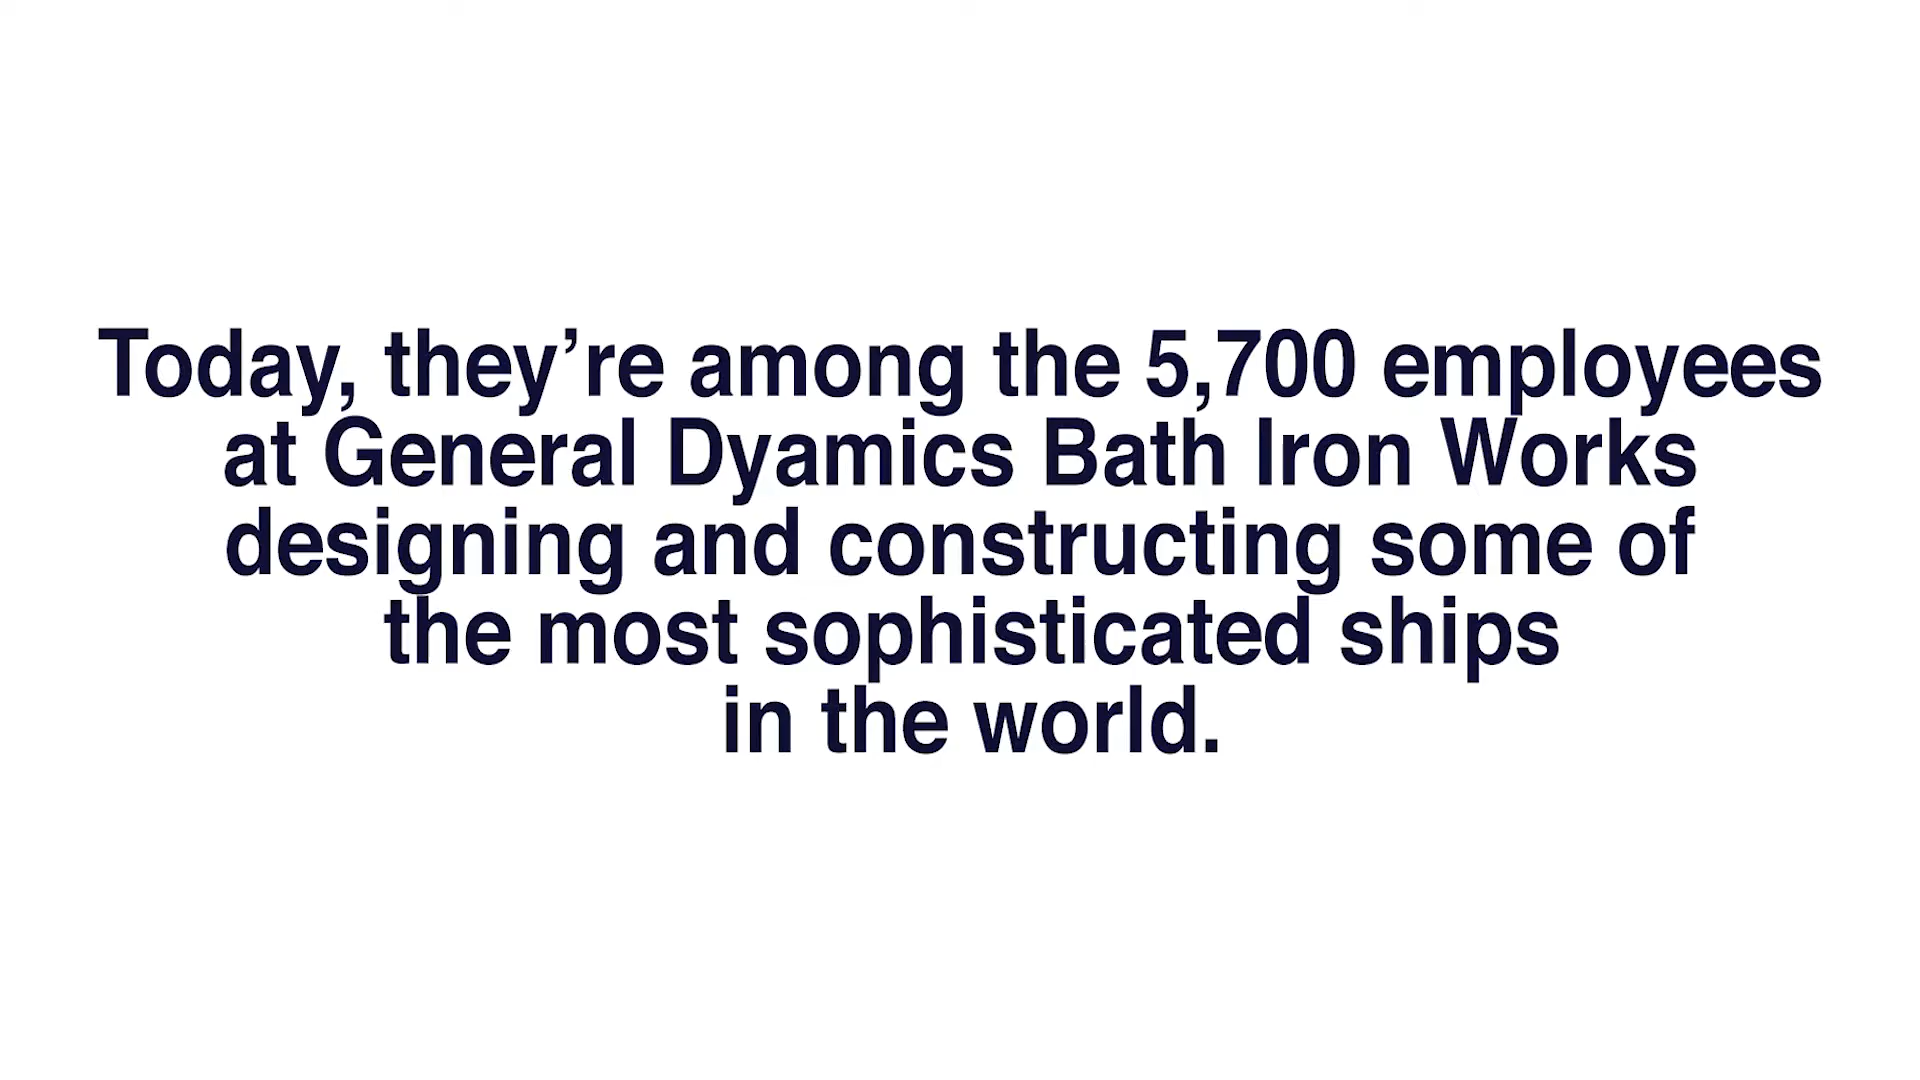 Today, they’re among the 5,700 employees
at General Dyamics Bath Iron Works
designing and constructing some of
the most sophisticated ships
in the world.